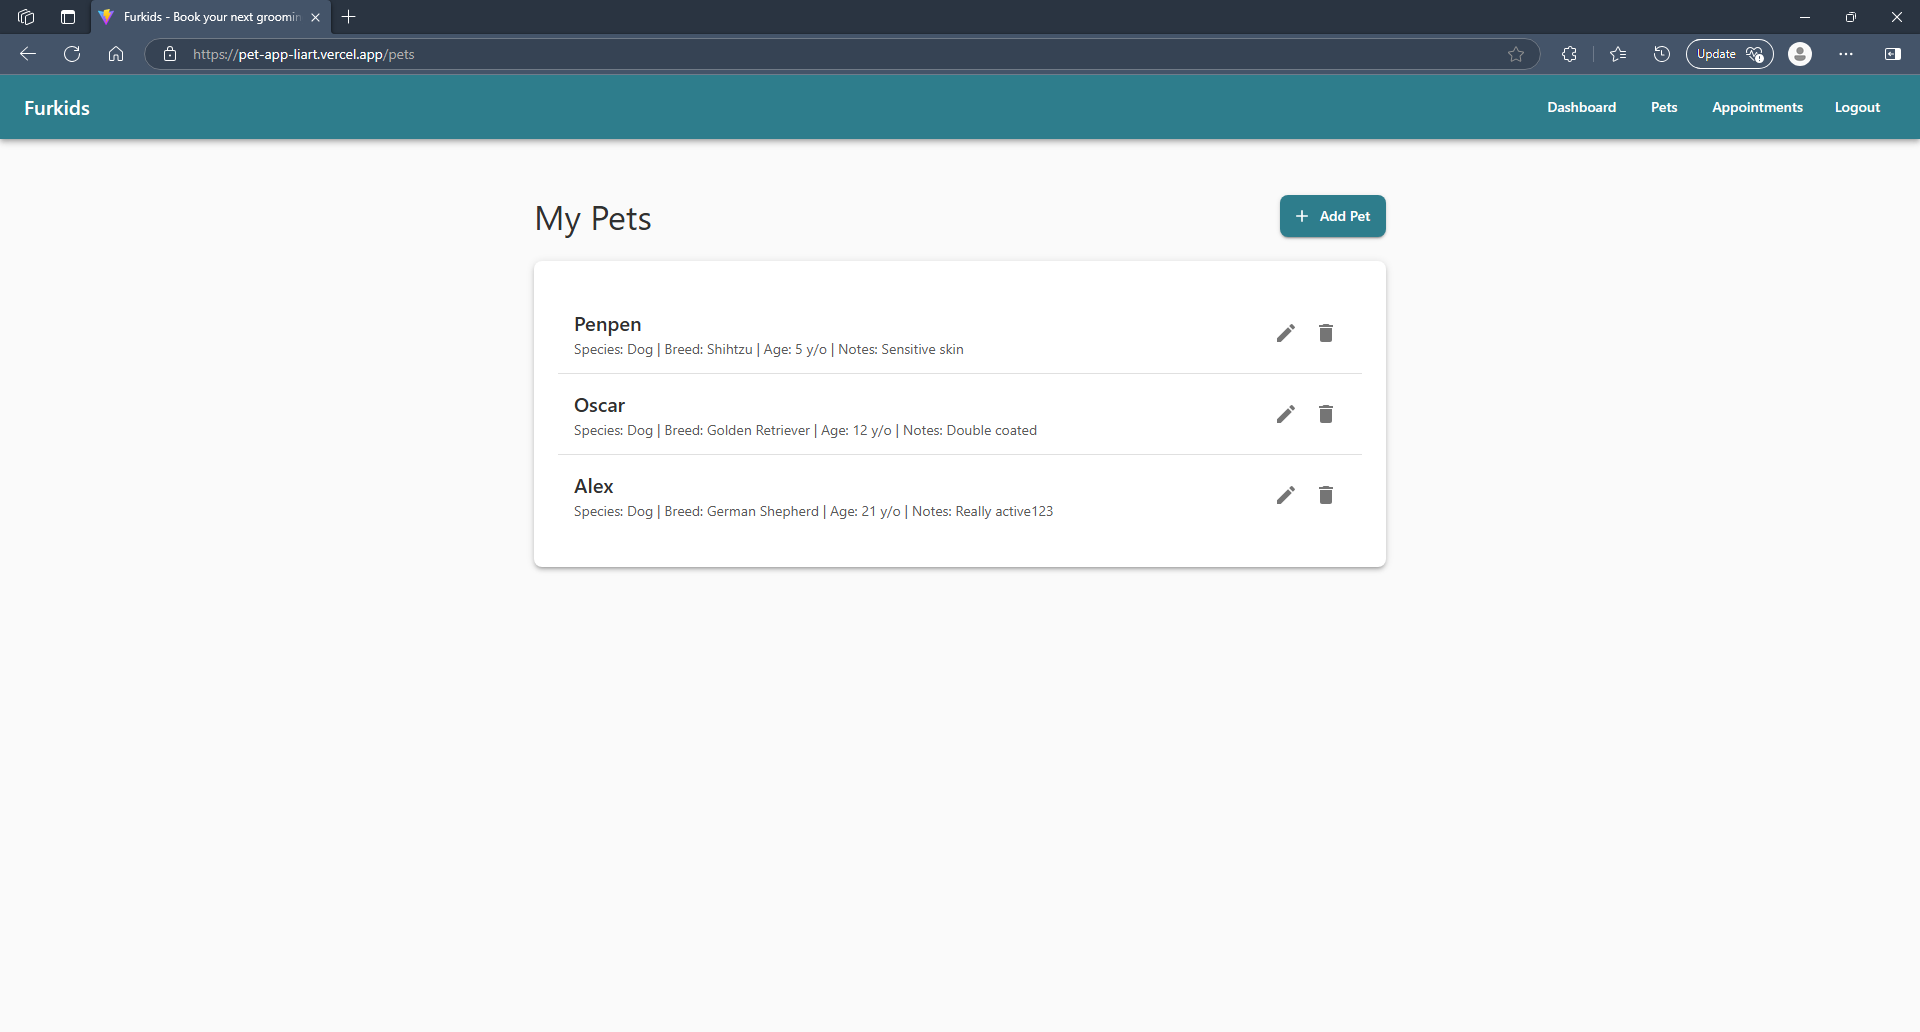 Furkids - Book your next groomin
https://pet-app-liart.vercel.app/pets
Update
Furkids
Dashboard
Pets
Appointments
Logout
My Pets
+ Add Pet
Penpen
Species: Dog | Breed: Shihtzu | Age: 5 y/o | Notes: Sensitive skin
Oscar
Species: Dog | Breed: Golden Retriever | Age: 12 y/o | Notes: Double coated
Alex
Species: Dog | Breed: German Shepherd | Age: 21 y/o | Notes: Really active123